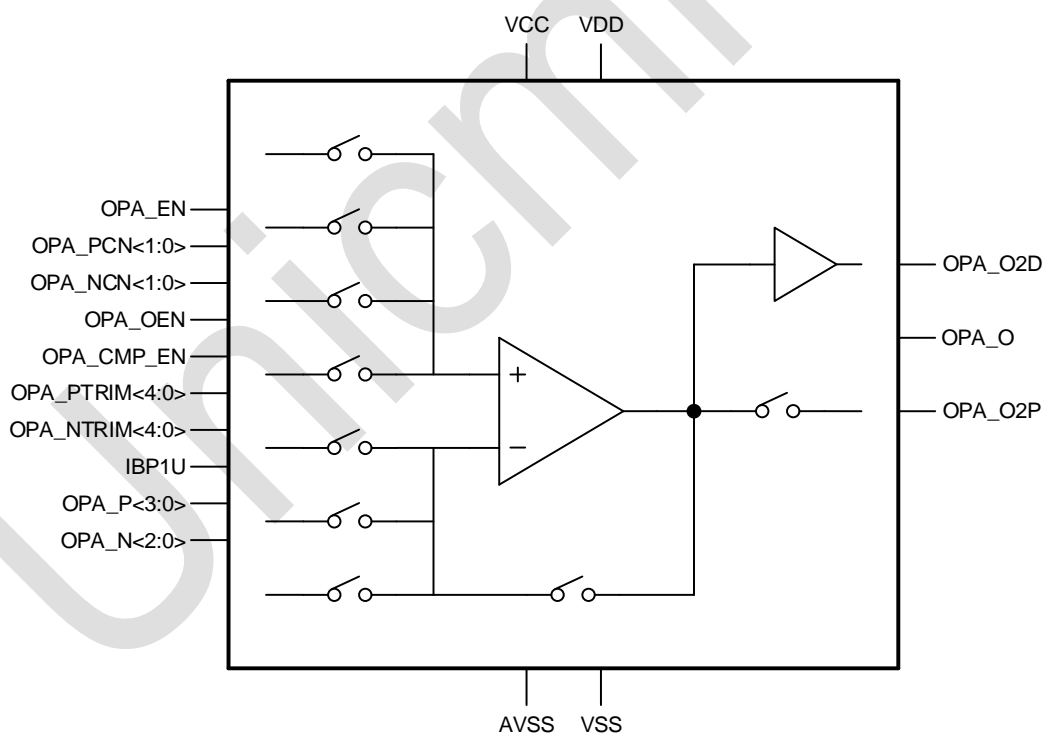 VCC VDD
OPA_EN
OPA_PCN<1:0>
OPA_NCN<1:0>
OPA_OEN
OPA_CMP_EN
OPA_PTRIM<4:0>
OPA_NTRIM<4:0>
IBP1U
OPA_P<3:0>
OPA_N<2:0>
+
−
OPA_O2D
OPA_O
OPA_O2P
AVSS VSS